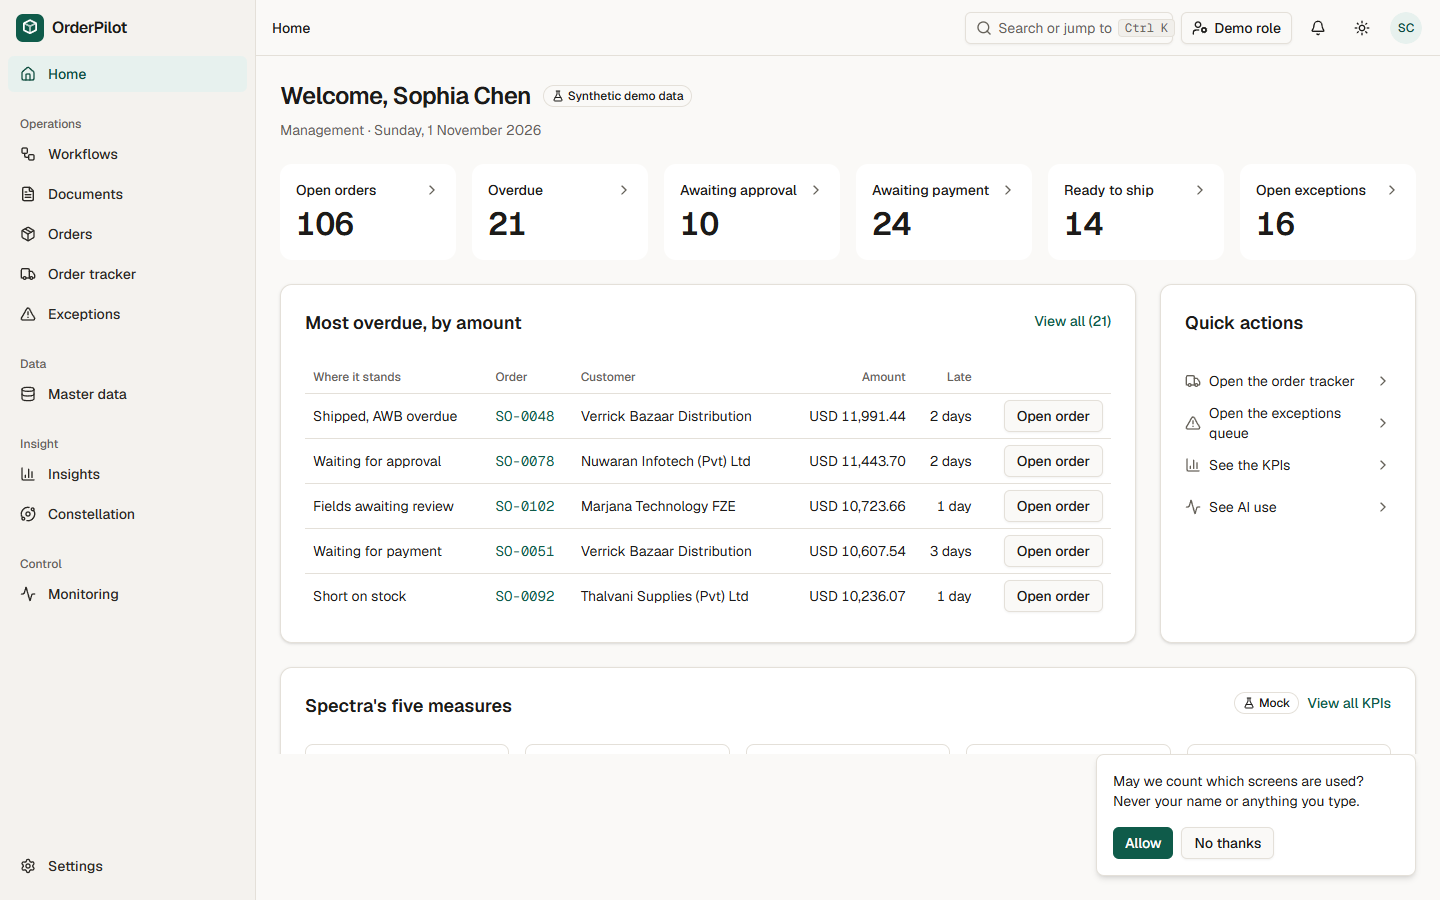 OrderPilot
Home
Search or jump to Ctrl K
Demo role
SC
Home
Operations
Workflows
Documents
Orders
Order tracker
Exceptions
Data
Master data
Insight
Insights
Constellation
Control
Monitoring
Settings
Welcome, Sophia Chen
Synthetic demo data
Management · Sunday, 1 November 2026
Open orders
106
Overdue
21
Awaiting approval
10
Awaiting payment
24
Ready to ship
14
Open exceptions
16
Most overdue, by amount
View all (21)
Where it stands Order Customer Amount Late
Shipped, AWB overdue SO-0048 Verrick Bazaar Distribution USD 11,991.44 2 days Open order
Waiting for approval SO-0078 Nuwaran Infotech (Pvt) Ltd USD 11,443.70 2 days Open order
Fields awaiting review SO-0102 Marjana Technology FZE USD 10,723.66 1 day Open order
Waiting for payment SO-0051 Verrick Bazaar Distribution USD 10,607.54 3 days Open order
Short on stock SO-0092 Thalvani Supplies (Pvt) Ltd USD 10,236.07 1 day Open order
Quick actions
Open the order tracker
Open the exceptions
queue
See the KPIs
See AI use
Spectra's five measures
Mock
View all KPIs
May we count which screens are used?
Never your name or anything you type.
Allow
No thanks